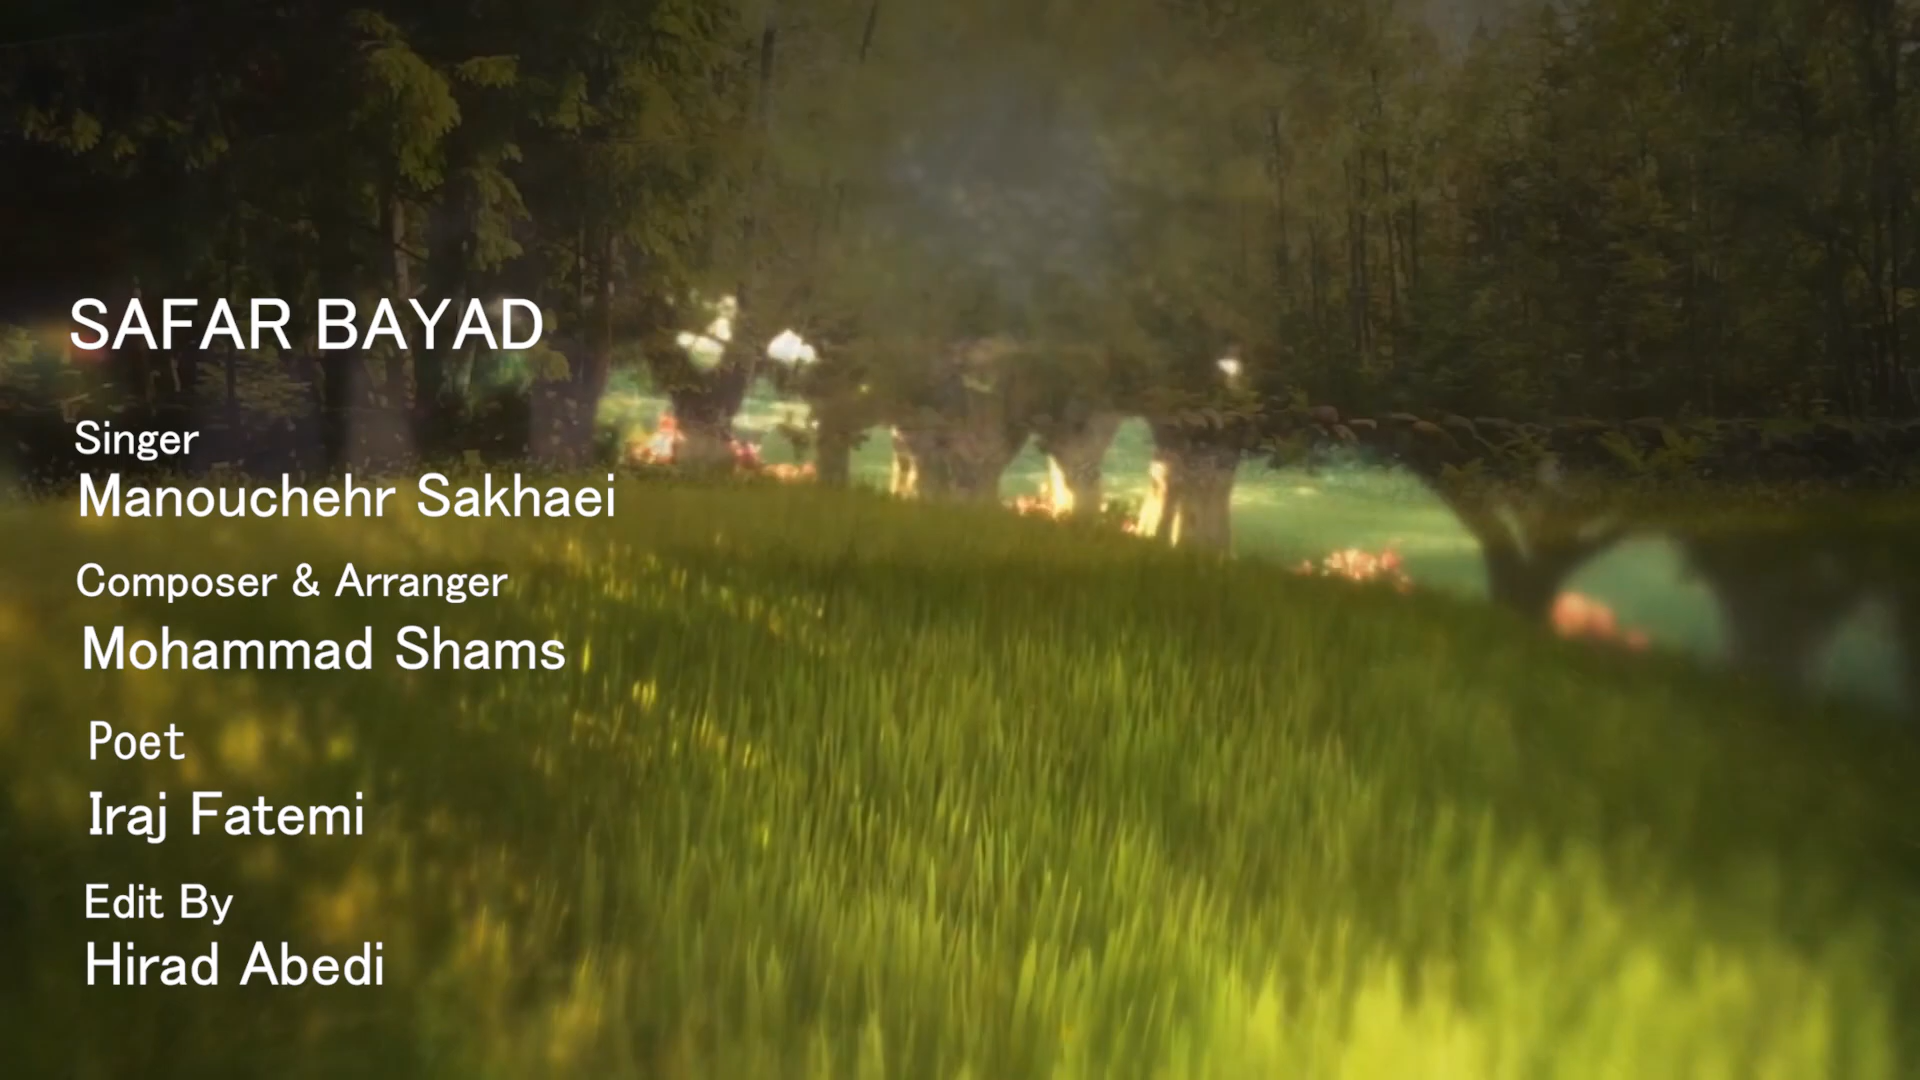 SAFAR BAYAD
Singer
Manouchehr Sakhaei
Composer & Arranger
Mohammad Shams
Poet
Iraj Fatemi
Edit By
Hirad Abedi